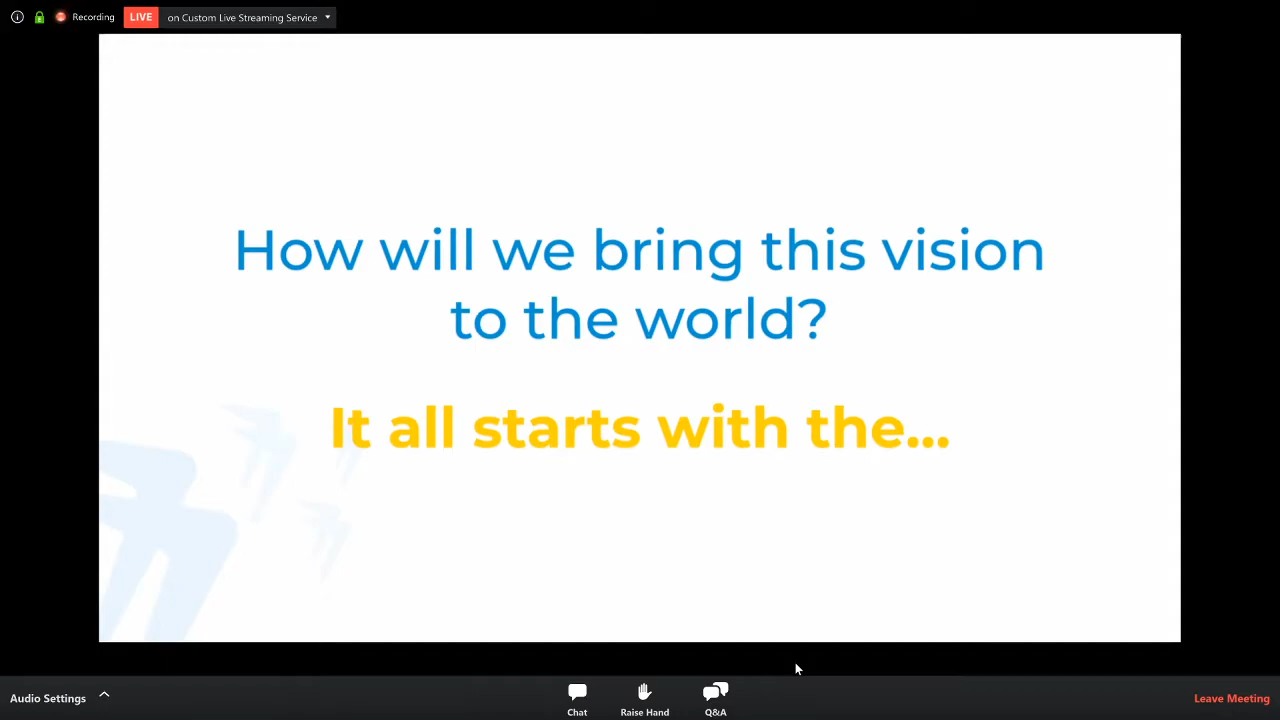 Recording
LIVE
on Custom Live Streaming Service
How will we bring this vision
to the world?
It all starts with the...
Audio Settings
Chat
Raise Hand
Q&A
Leave Meeting